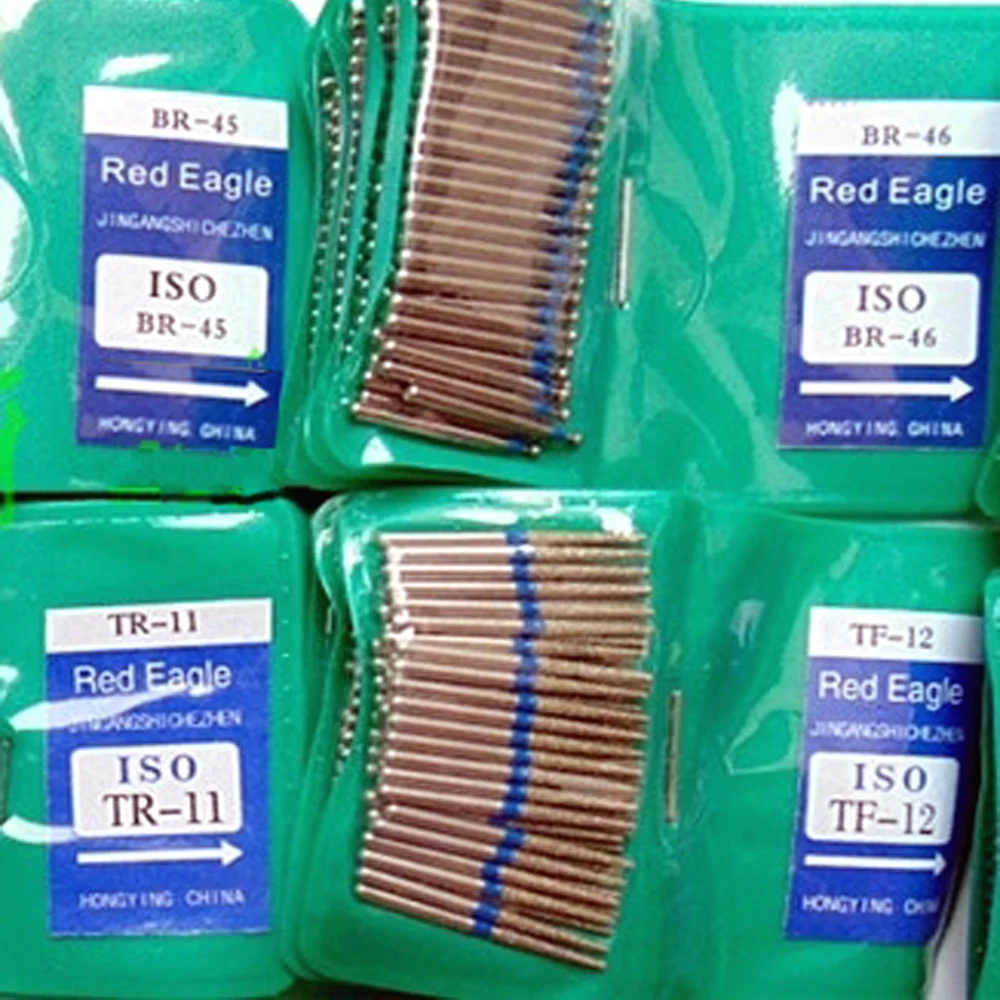 BR-45
Red Eagle
JINGANGSHICHEZHEN
ISO
BR-45
HONGYING CHINA
BR-46
Red Eagle
JINGANGSHICHEZHEN
ISO
BR-46
HONGYING CHINA
TR-11
Red Eagle
JINGANGSHICHEZHEN
ISO
TR-11
HONGYING CHINA
TF-12
Red Eagle
JINGANGSHICHEZHEN
ISO
TF-12
HONGYING CHINA